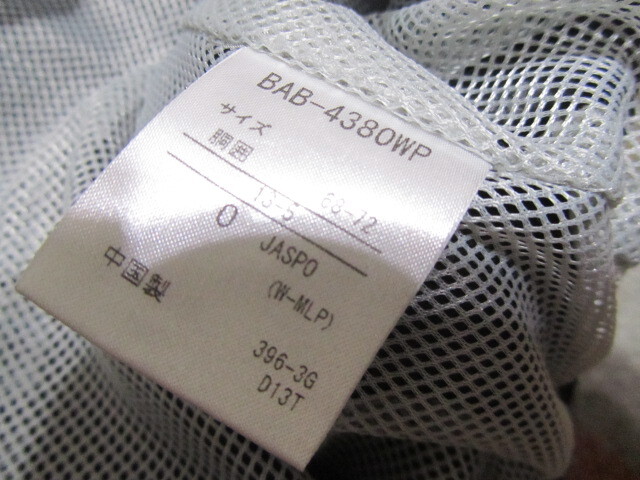 BAB-4380WP
サイズ
胴囲
O JASPO
(W-MLP)
中国製
396-3G
D13T